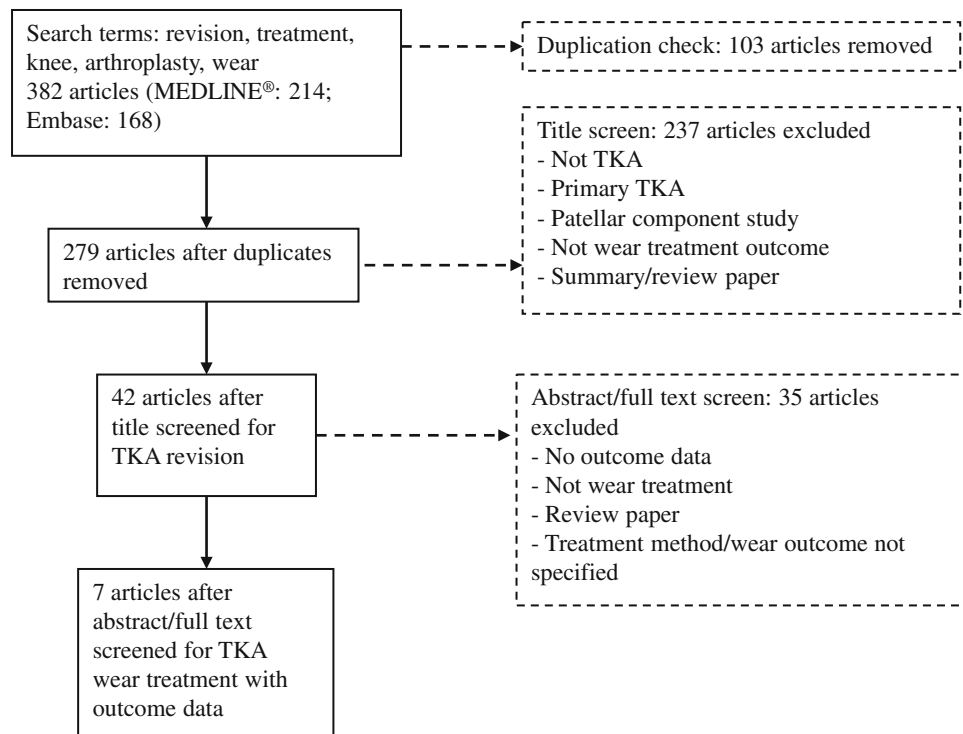 Search terms: revision, treatment,
knee, arthroplasty, wear
382 articles (MEDLINE®: 214;
Embase: 168)
Duplication check: 103 articles removed
Title screen: 237 articles excluded
- Not TKA
- Primary TKA
- Patellar component study
- Not wear treatment outcome
- Summary/review paper
279 articles after duplicates
removed
42 articles after
title screened for
TKA revision
Abstract/full text screen: 35 articles
excluded
- No outcome data
- Not wear treatment
- Review paper
- Treatment method/wear outcome not
specified
7 articles after
abstract/full text
screened for TKA
wear treatment with
outcome data